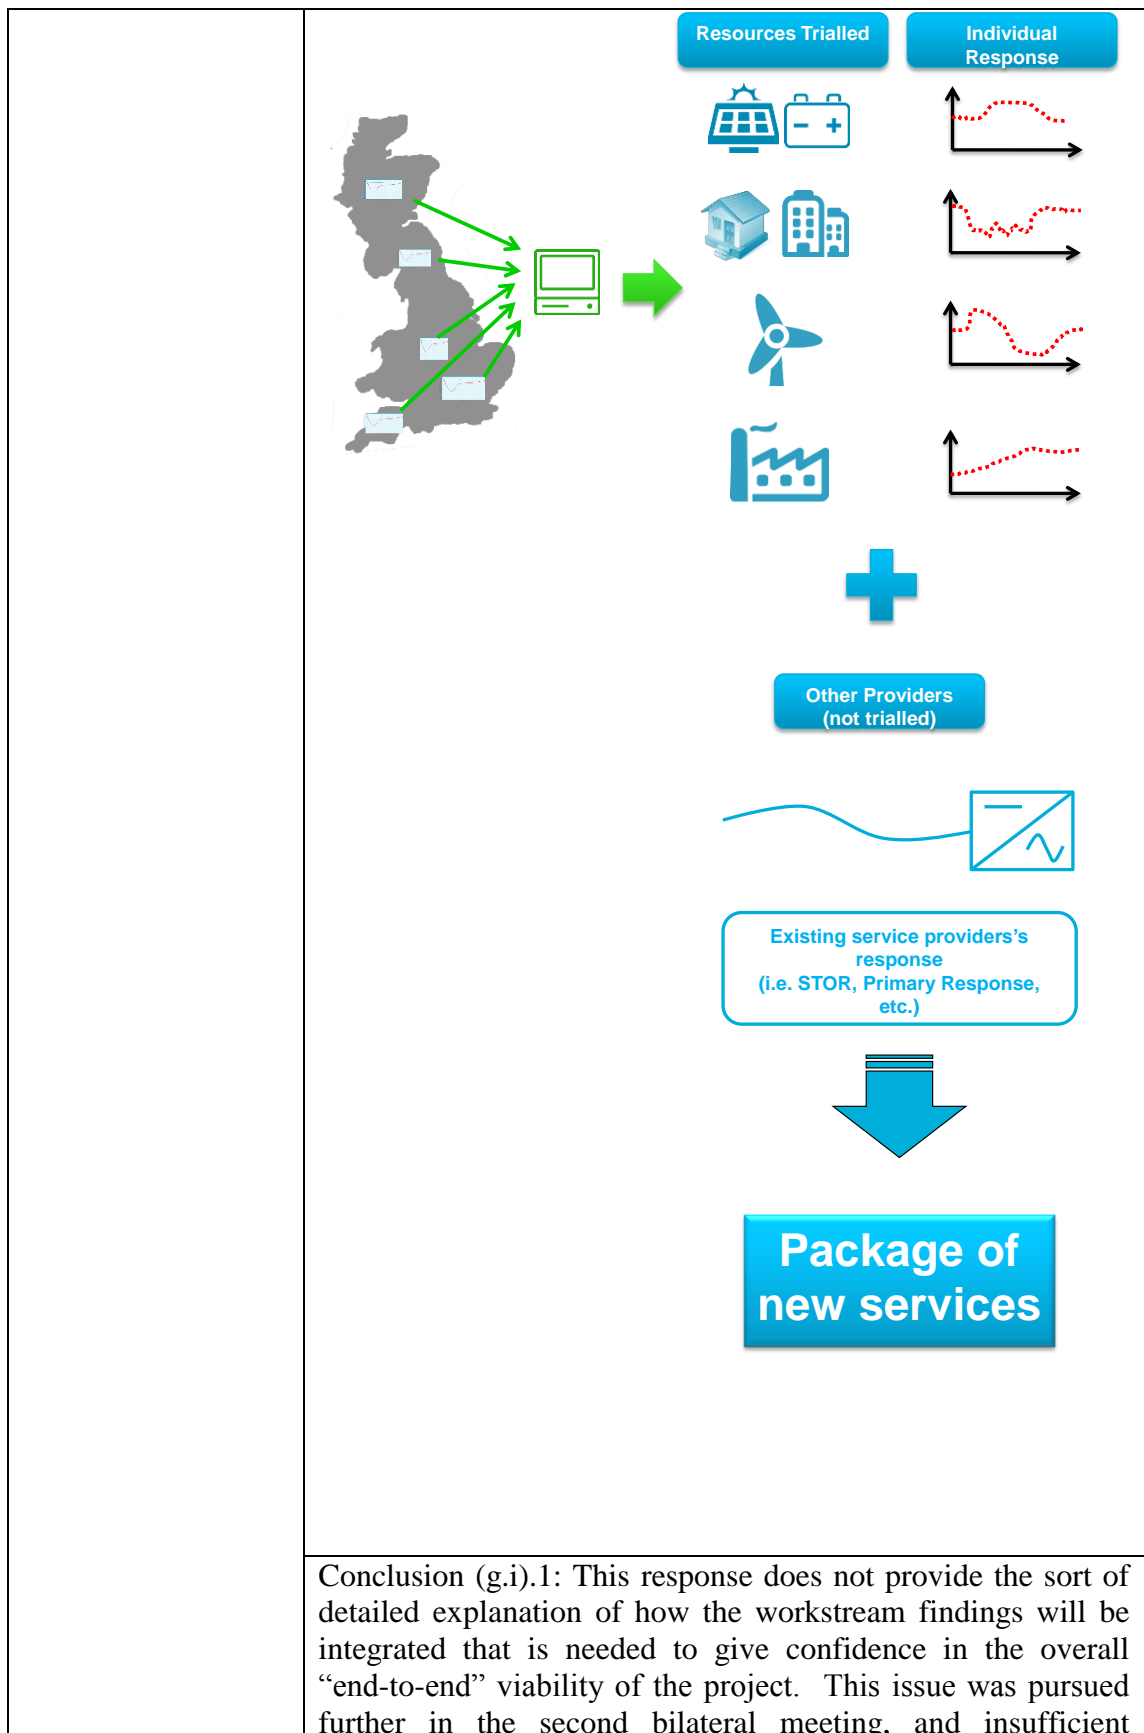 Resources Trialled
Individual
Response
Other Providers
(not trialled)
Existing service providers's
response
(i.e. STOR, Primary Response,
etc.)
Package of
new services
Conclusion (g.i).1: This response does not provide the sort of
detailed explanation of how the workstream findings will be
integrated that is needed to give confidence in the overall
“end-to-end” viability of the project.  This issue was pursued
further in the second bilateral meeting, and insufficient